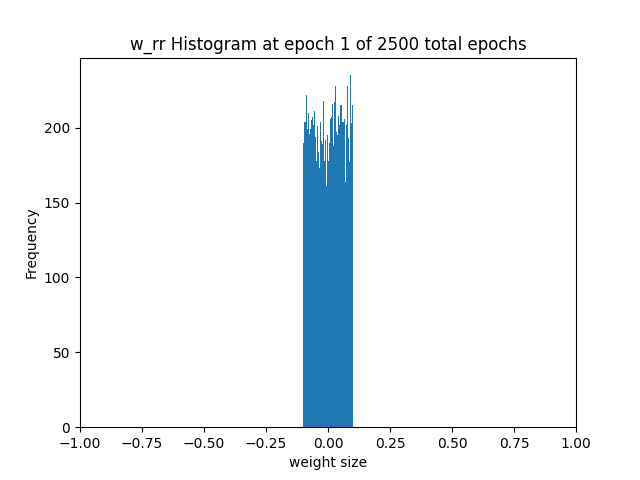 w_rr Histogram at epoch 1 of 2500 total epochs
Frequency
200
150
100
50
0
−1.00 −0.75 −0.50 −0.25 0.00 0.25 0.50 0.75 1.00
weight size